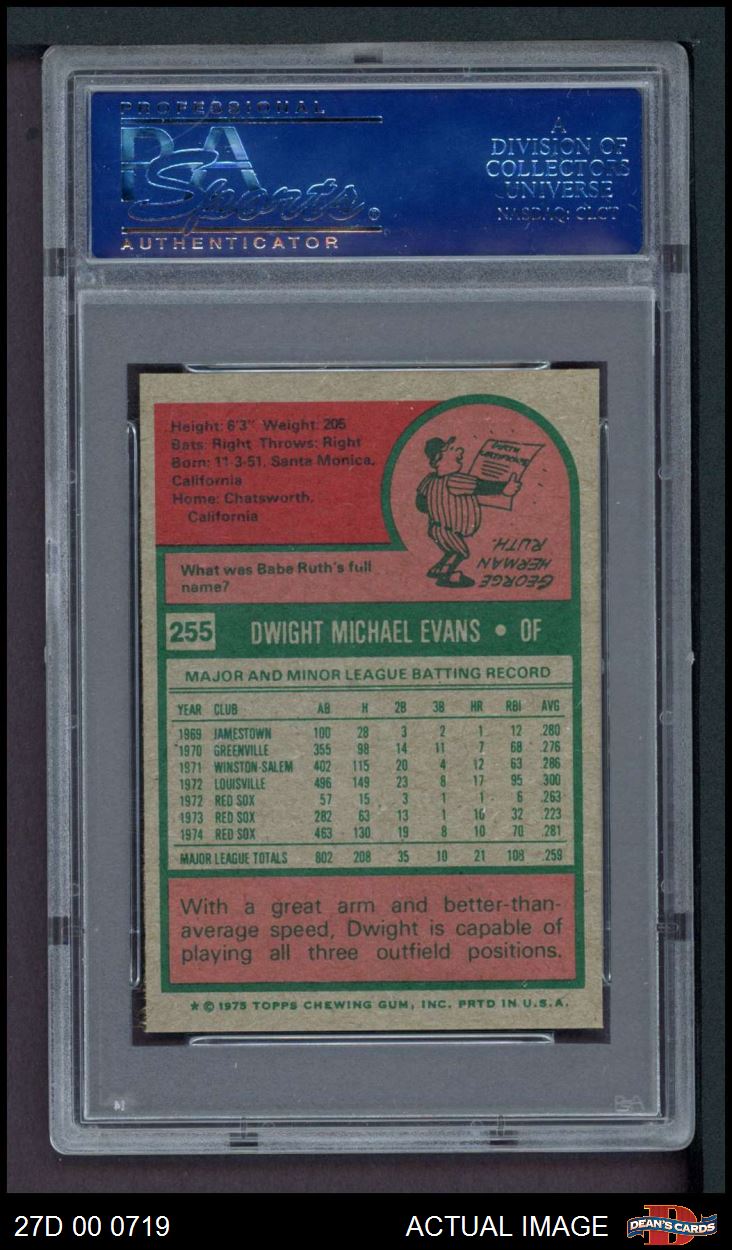 PROFESSIONAL
PSA
Sports®
AUTHENTICATOR
A
DIVISION OF
COLLECTORS
UNIVERSE
NASDAQ: CLCT
Height: 6'3" Weight: 205
Bats: Right Throws: Right
Born: 11-3-51, Santa Monica,
California
Home: Chatsworth,
California
BIRTH
CERTIFICATE
GEORGE
HERMAN
RUTH.
What was Babe Ruth's full
name?
255 DWIGHT MICHAEL EVANS • OF
MAJOR AND MINOR LEAGUE BATTING RECORD
YEAR CLUB AB H 2B 3B HR RBI AVG
1969 JAMESTOWN 100 28 3 2 1 12 .280
1970 GREENVILLE 355 98 14 11 7 68 .276
1971 WINSTON-SALEM 402 115 20 4 12 63 .286
1972 LOUISVILLE 496 149 23 8 17 95 .300
1972 RED SOX 57 15 3 1 1 6 .263
1973 RED SOX 282 63 13 1 16 32 .223
1974 RED SOX 463 130 19 8 10 70 .281
MAJOR LEAGUE TOTALS 802 208 35 10 21 108 .259
With a great arm and better-than-
average speed, Dwight is capable of
playing all three outfield positions.
* © 1975 TOPPS CHEWING GUM, INC. PRTD IN U.S.A.
PSA
27D 00 0719 ACTUAL IMAGE
DEAN'S CARDS